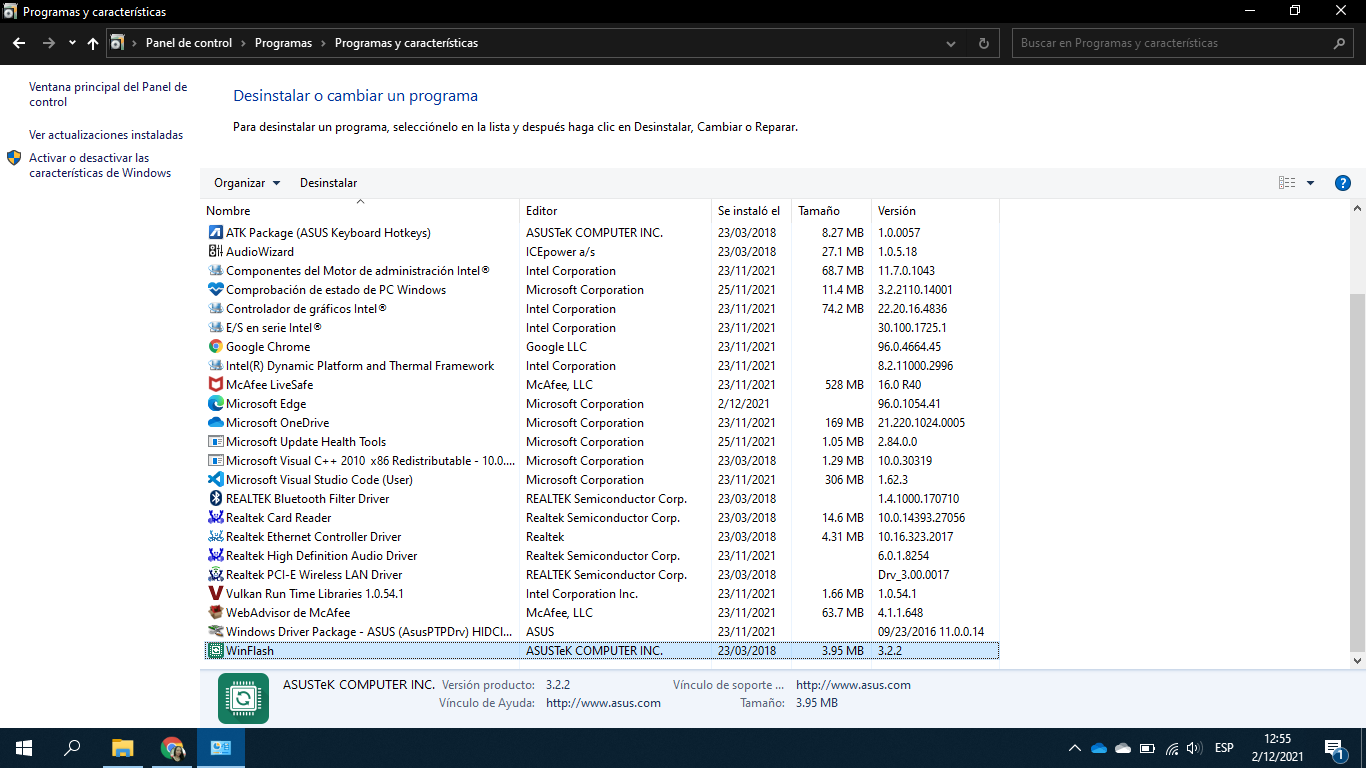 Programas y características
Panel de control > Programas > Programas y características
Buscar en Programas y características
Ventana principal del Panel de
control
Ver actualizaciones instaladas
Activar o desactivar las
características de Windows
Desinstalar o cambiar un programa
Para desinstalar un programa, selecciónelo en la lista y después haga clic en Desinstalar, Cambiar o Reparar.
Organizar Desinstalar
Nombre Editor Se instaló el Tamaño Versión
ATK Package (ASUS Keyboard Hotkeys) ASUSTeK COMPUTER INC. 23/03/2018 8.27 MB 1.0.0057
AudioWizard ICEpower a/s 23/03/2018 27.1 MB 1.0.5.18
Componentes del Motor de administración Intel® Intel Corporation 23/11/2021 68.7 MB 11.7.0.1043
Comprobación de estado de PC Windows Microsoft Corporation 25/11/2021 11.4 MB 3.2.2110.14001
Controlador de gráficos Intel® Intel Corporation 23/11/2021 74.2 MB 22.20.16.4836
E/S en serie Intel® Intel Corporation 23/11/2021 30.100.1725.1
Google Chrome Google LLC 23/11/2021 96.0.4664.45
Intel(R) Dynamic Platform and Thermal Framework Intel Corporation 23/11/2021 8.2.11000.2996
McAfee LiveSafe McAfee, LLC 23/11/2021 528 MB 16.0 R40
Microsoft Edge Microsoft Corporation 2/12/2021 96.0.1054.41
Microsoft OneDrive Microsoft Corporation 23/11/2021 169 MB 21.220.1024.0005
Microsoft Update Health Tools Microsoft Corporation 25/11/2021 1.05 MB 2.84.0.0
Microsoft Visual C++ 2010 x86 Redistributable - 10.0.... Microsoft Corporation 23/03/2018 1.29 MB 10.0.30319
Microsoft Visual Studio Code (User) Microsoft Corporation 23/11/2021 306 MB 1.62.3
REALTEK Bluetooth Filter Driver REALTEK Semiconductor Corp. 23/03/2018 1.4.1000.170710
Realtek Card Reader Realtek Semiconductor Corp. 23/03/2018 14.6 MB 10.0.14393.27056
Realtek Ethernet Controller Driver Realtek 23/03/2018 4.31 MB 10.16.323.2017
Realtek High Definition Audio Driver Realtek Semiconductor Corp. 23/11/2021 6.0.1.8254
Realtek PCI-E Wireless LAN Driver REALTEK Semiconductor Corp. 23/03/2018 Drv_3.00.0017
Vulkan Run Time Libraries 1.0.54.1 Intel Corporation Inc. 23/11/2021 1.66 MB 1.0.54.1
WebAdvisor de McAfee McAfee, LLC 23/11/2021 63.7 MB 4.1.1.648
Windows Driver Package - ASUS (AsusPTPDrv) HIDCl... ASUS 23/11/2021 09/23/2016 11.0.0.14
WinFlash ASUSTeK COMPUTER INC. 23/03/2018 3.95 MB 3.2.2
ASUSTeK COMPUTER INC. Versión producto: 3.2.2 Vínculo de soporte ... http://www.asus.com
Vínculo de Ayuda: http://www.asus.com Tamaño: 3.95 MB
ESP
12:55
2/12/2021
1